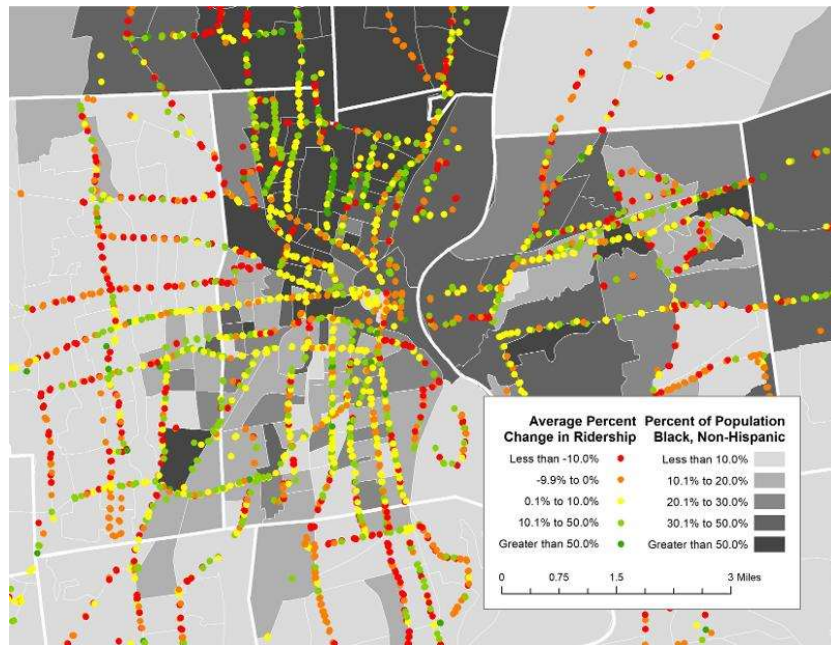 Average Percent Change in Ridership
Percent of Population Black, Non-Hispanic
Less than -10.0%
Less than 10.0%
-9.9% to 0%
10.1% to 20.0%
0.1% to 10.0%
20.1% to 30.0%
10.1% to 50.0%
30.1% to 50.0%
Greater than 50.0%
Greater than 50.0%
0 0.75 1.5 3 Miles